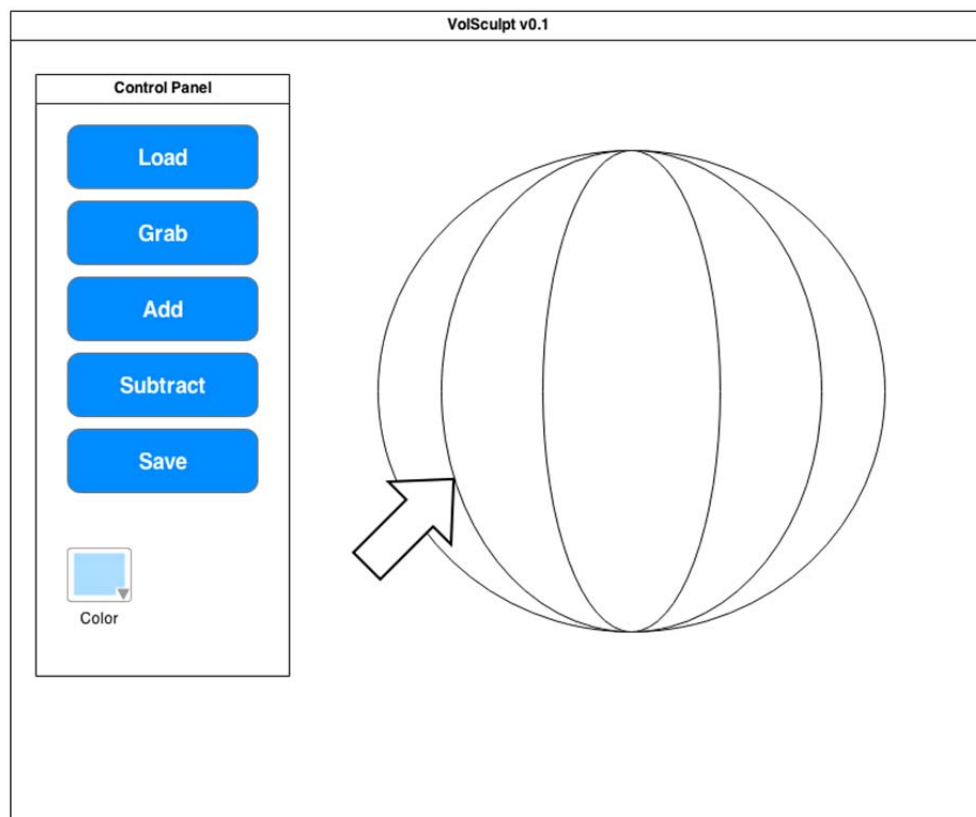 VolSculpt v0.1
Control Panel
Load
Grab
Add
Subtract
Save
Color